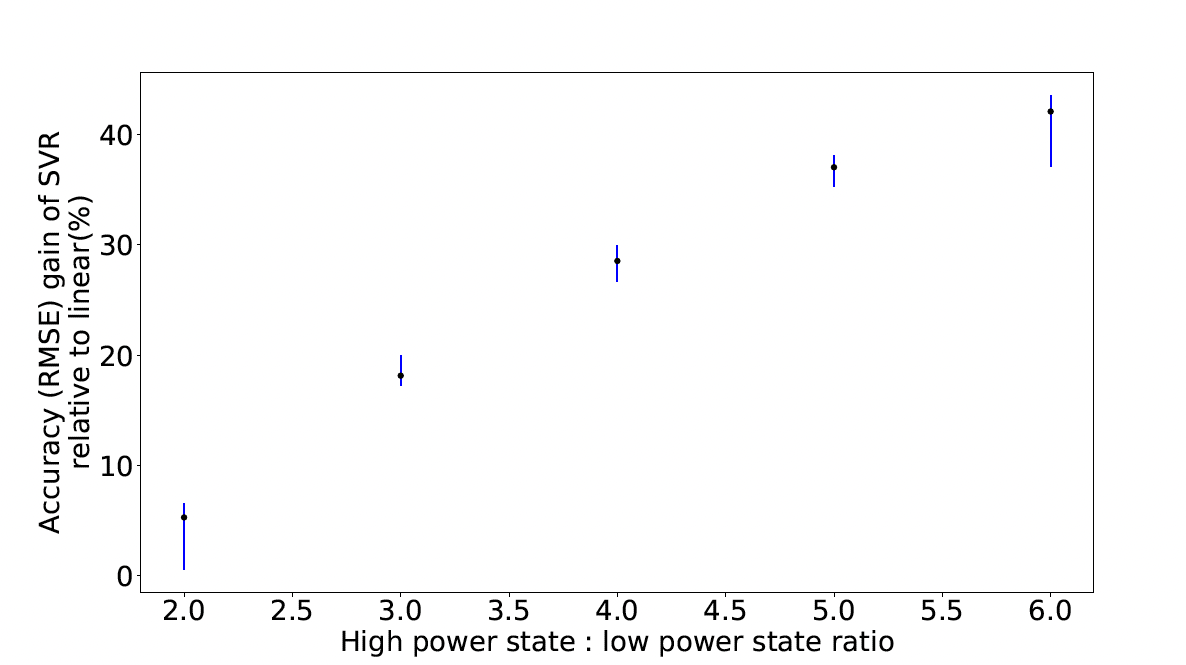 Accuracy (RMSE) gain of SVR
relative to linear(%)
40
30
20
10
0
2.0 2.5 3.0 3.5 4.0 4.5 5.0 5.5 6.0
High power state : low power state ratio